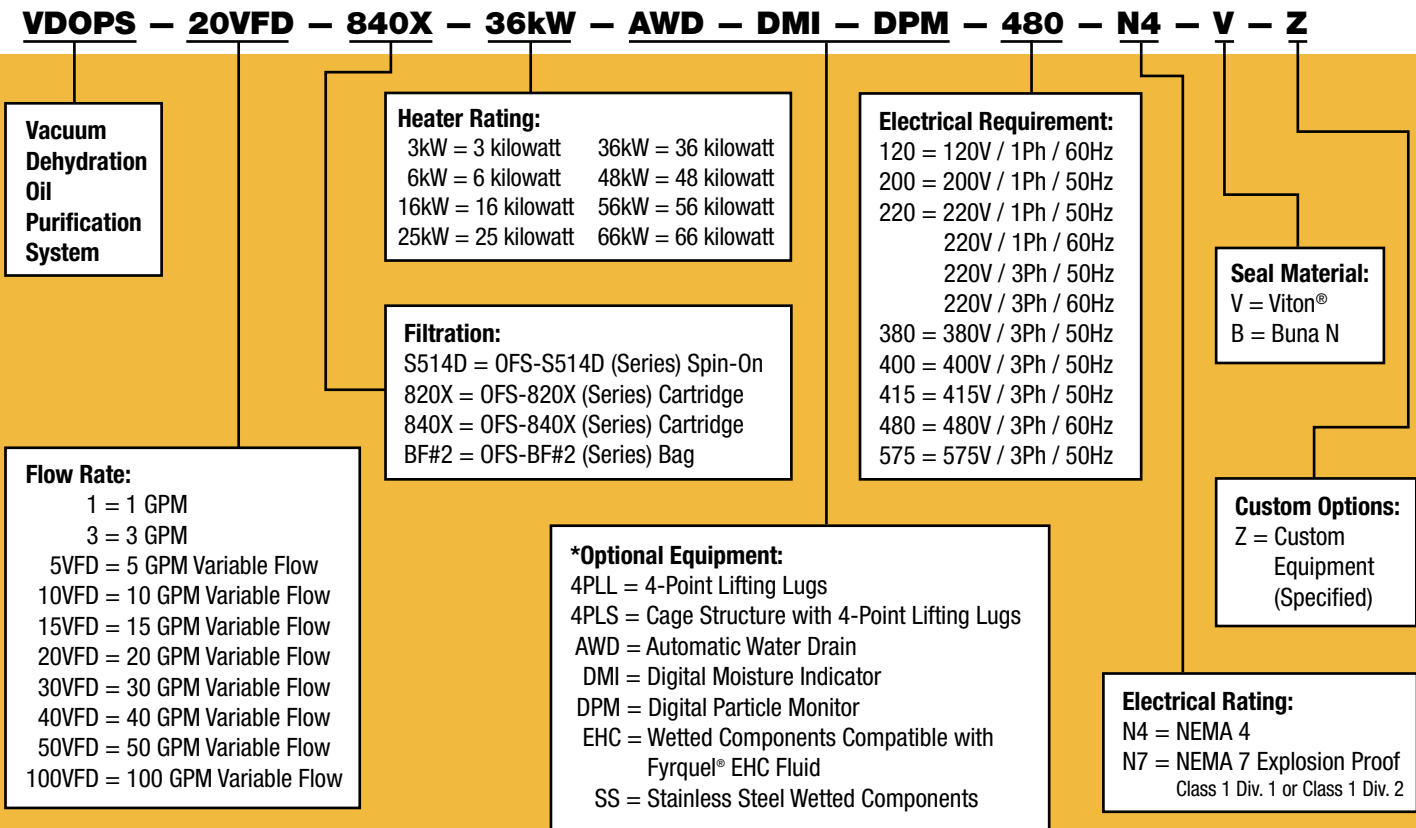 VDOPS — 20VFD — 840X — 36kW — AWD — DMI — DPM — 480 — N4 — V — Z
Vacuum
Dehydration
Oil
Purification
System
Flow Rate:
1 = 1 GPM
3 = 3 GPM
5VFD = 5 GPM Variable Flow
10VFD = 10 GPM Variable Flow
15VFD = 15 GPM Variable Flow
20VFD = 20 GPM Variable Flow
30VFD = 30 GPM Variable Flow
40VFD = 40 GPM Variable Flow
50VFD = 50 GPM Variable Flow
100VFD = 100 GPM Variable Flow
Heater Rating:
3kW = 3 kilowatt 36kW = 36 kilowatt
6kW = 6 kilowatt 48kW = 48 kilowatt
16kW = 16 kilowatt 56kW = 56 kilowatt
25kW = 25 kilowatt 66kW = 66 kilowatt
Filtration:
S514D = OFS-S514D (Series) Spin-On
820X = OFS-820X (Series) Cartridge
840X = OFS-840X (Series) Cartridge
BF#2 = OFS-BF#2 (Series) Bag
*Optional Equipment:
4PLL = 4-Point Lifting Lugs
4PLS = Cage Structure with 4-Point Lifting Lugs
AWD = Automatic Water Drain
DMI = Digital Moisture Indicator
DPM = Digital Particle Monitor
EHC = Wetted Components Compatible with
Fyrquel® EHC Fluid
SS = Stainless Steel Wetted Components
Electrical Requirement:
120 = 120V / 1Ph / 60Hz
200 = 200V / 1Ph / 50Hz
220 = 220V / 1Ph / 50Hz
220V / 1Ph / 60Hz
220V / 3Ph / 50Hz
220V / 3Ph / 60Hz
380 = 380V / 3Ph / 50Hz
400 = 400V / 3Ph / 50Hz
415 = 415V / 3Ph / 50Hz
480 = 480V / 3Ph / 60Hz
575 = 575V / 3Ph / 50Hz
Seal Material:
V = Viton®
B = Buna N
Custom Options:
Z = Custom
Equipment
(Specified)
Electrical Rating:
N4 = NEMA 4
N7 = NEMA 7 Explosion Proof
Class 1 Div. 1 or Class 1 Div. 2